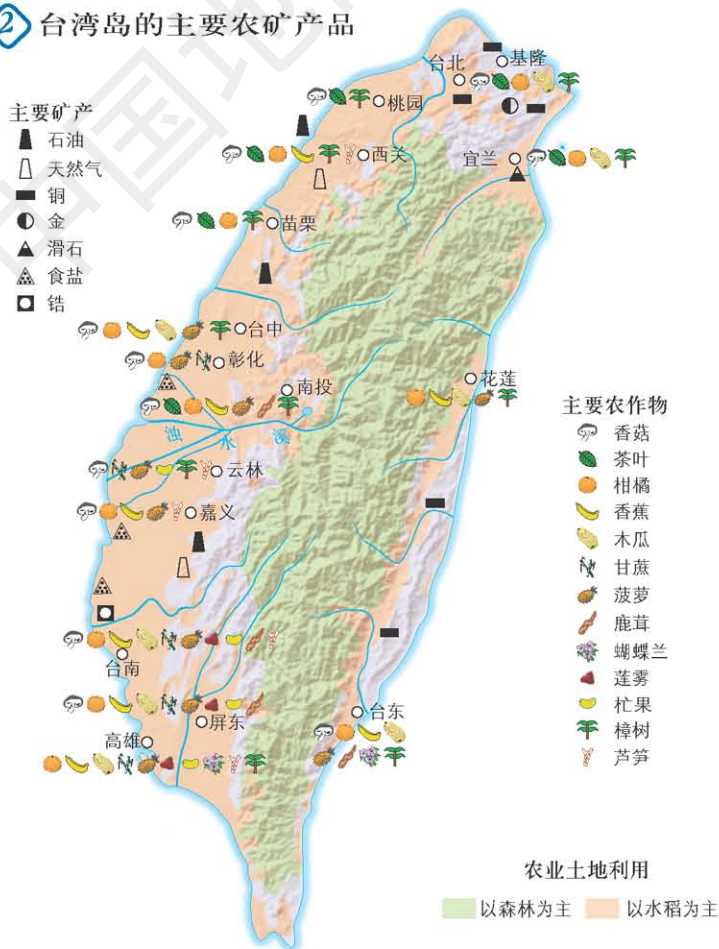 2 台湾岛的主要农矿产品
主要矿产
石油
天然气
铜
金
滑石
食盐
锆
台北
基隆
桃园
西关
宜兰
苗栗
台中
彰化
南投
花莲
浊水溪
云林
嘉义
台南
屏东
高雄
台东
主要农作物
香菇
茶叶
柑橘
香蕉
木瓜
甘蔗
菠萝
鹿茸
蝴蝶兰
莲雾
杧果
樟树
芦笋
农业土地利用
以森林为主 以水稻为主
中国地